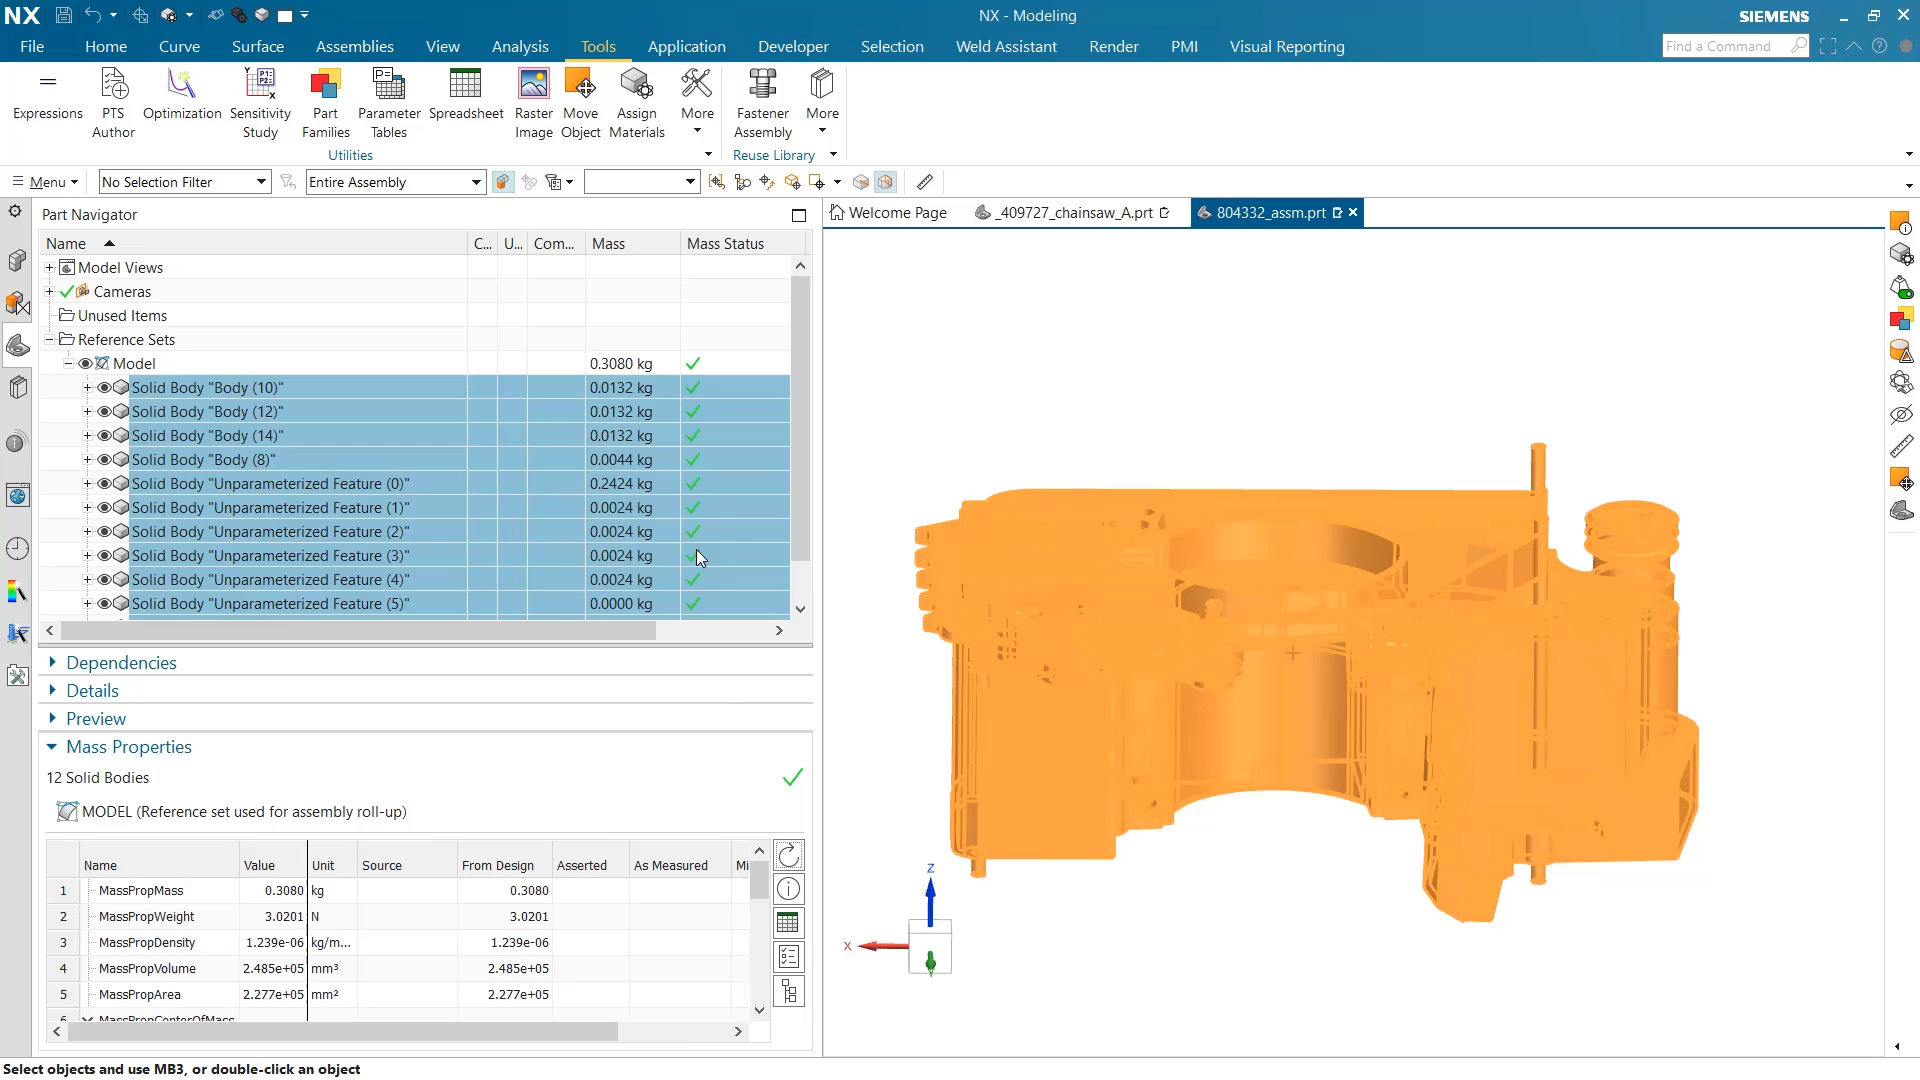 NX
NX - Modeling
SIEMENS
File Home Curve Surface Assemblies View Analysis Tools Application Developer Selection Weld Assistant Render PMI Visual Reporting
Find a Command
Expressions
PTS Author
Optimization
Sensitivity Study
Part Families
Parameter Tables
Spreadsheet
Raster Image
Move Object
Assign Materials
More
Fastener Assembly
More
Utilities
Reuse Library
Menu
No Selection Filter
Entire Assembly
Part Navigator
Welcome Page
_409727_chainsaw_A.prt
804332_assm.prt
Name C... U... Com... Mass Mass Status
Model Views
Cameras
Unused Items
Reference Sets
Model 0.3080 kg
Solid Body "Body (10)" 0.0132 kg
Solid Body "Body (12)" 0.0132 kg
Solid Body "Body (14)" 0.0132 kg
Solid Body "Body (8)" 0.0044 kg
Solid Body "Unparameterized Feature (0)" 0.2424 kg
Solid Body "Unparameterized Feature (1)" 0.0024 kg
Solid Body "Unparameterized Feature (2)" 0.0024 kg
Solid Body "Unparameterized Feature (3)" 0.0024 kg
Solid Body "Unparameterized Feature (4)" 0.0024 kg
Solid Body "Unparameterized Feature (5)" 0.0000 kg
Dependencies
Details
Preview
Mass Properties
12 Solid Bodies
MODEL (Reference set used for assembly roll-up)
Name Value Unit Source From Design Asserted As Measured Mi
1 MassPropMass 0.3080 kg 0.3080
2 MassPropWeight 3.0201 N 3.0201
3 MassPropDensity 1.239e-06 kg/m... 1.239e-06
4 MassPropVolume 2.485e+05 mm³ 2.485e+05
5 MassPropArea 2.277e+05 mm² 2.277e+05
6 MassPropCenterOfMass
Z
X
Y
Select objects and use MB3, or double-click an object